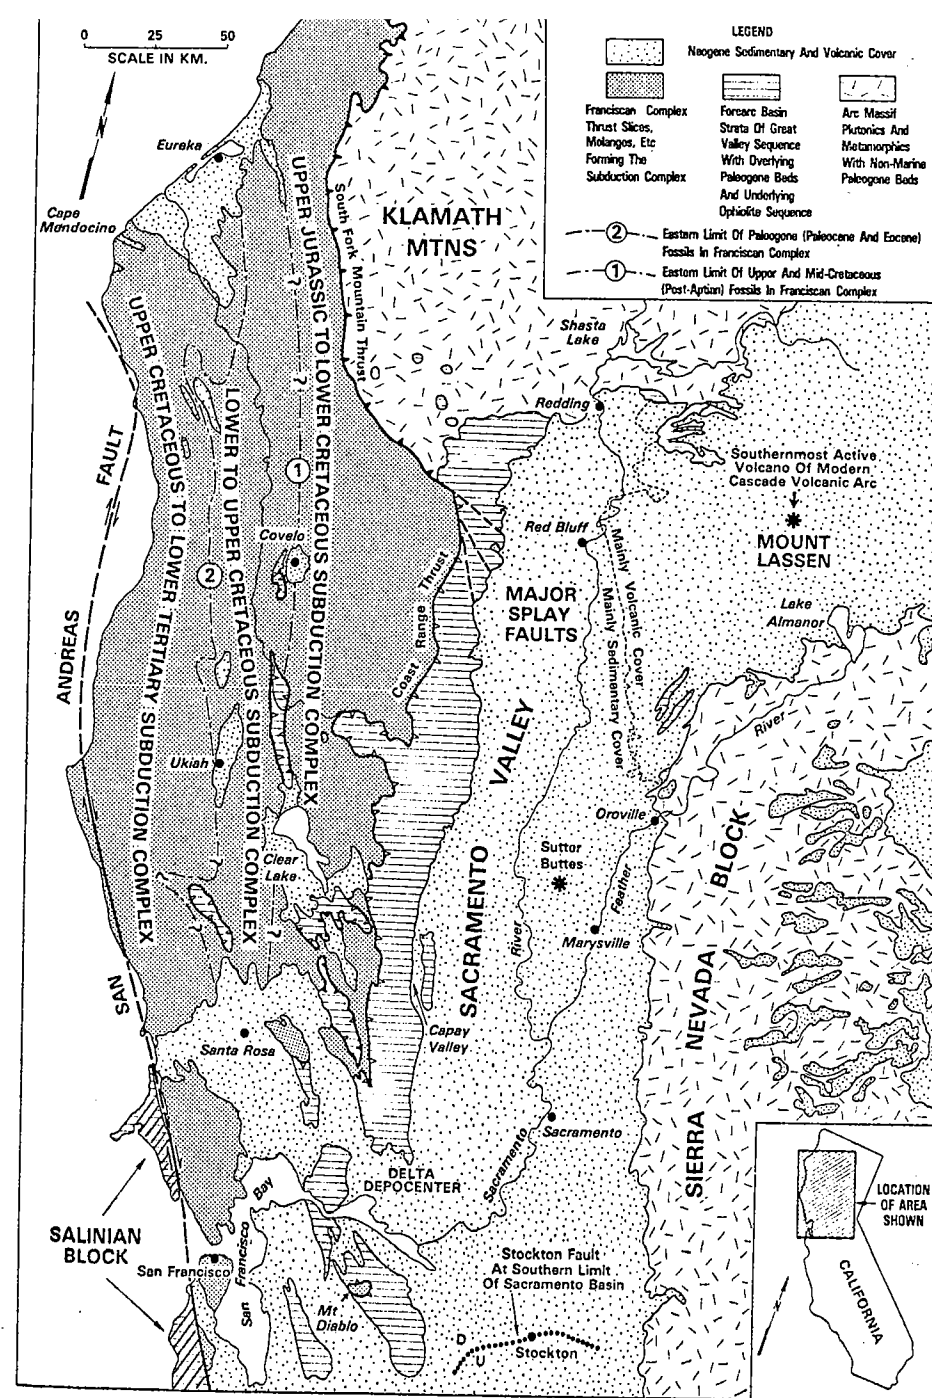 0 25 50
SCALE IN KM.
LEGEND
Neogene Sedimentary And Volcanic Cover
Franciscan Complex
Thrust Slices,
Molangos, Etc
Forming The
Subduction Complex
Forearc Basin
Strata Of Great
Valley Sequence
With Overlying
Paleogene Beds
And Underlying
Ophiolite Sequence
Arc Massif
Plutonics And
Metamorphics
With Non-Marine
Paleogene Beds
2 Eastern Limit Of Paleogene (Paleocene And Eocene)
Fossils In Franciscan Complex
1 Eastern Limit Of Upper And Mid-Cretaceous
(Post-Aptian) Fossils In Franciscan Complex
Eureka
Cape
Mendocino
KLAMATH
MTNS
South Fork Mountain Thrust
UPPER JURASSIC TO LOWER CRETACEOUS SUBDUCTION COMPLEX
? ?
LOWER TO UPPER CRETACEOUS SUBDUCTION COMPLEX
UPPER CRETACEOUS TO LOWER TERTIARY SUBDUCTION COMPLEX
1
2
Shasta
Lake
Redding
Southernmost Active
Volcano Of Modern
Cascade Volcanic Arc
MOUNT
LASSEN
Red Bluff
Covelo
Coast Range Thrust
MAJOR
SPLAY
FAULTS
Mainly Volcanic Cover
Mainly Sedimentary Cover
Lake
Almanor
SAN ANDREAS FAULT
Ukiah
SACRAMENTO VALLEY
River
Oroville
Sutter
Buttes
Feather
Clear
Lake
? ?
River
Marysville
SIERRA NEVADA BLOCK
Santa Rosa
Capay
Valley
Sacramento
Sacramento
DELTA
DEPOCENTER
SALINIAN
BLOCK
San Francisco
San Francisco Bay
Mt
Diablo
Stockton Fault
At Southern Limit
Of Sacramento Basin
D
U
Stockton
LOCATION
OF AREA
SHOWN
CALIFORNIA
N